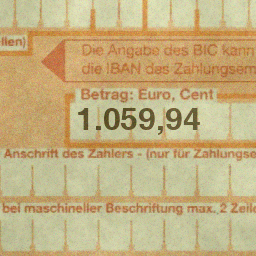 llen)
Die Angabe des BIC kann
die IBAN das Zahlungsem
Betrag: Euro, Cent
1.059,94
Anschrift des Zahlers - (nur für Zahlungse
bei maschineller Beschriftung max. 2 Zeile